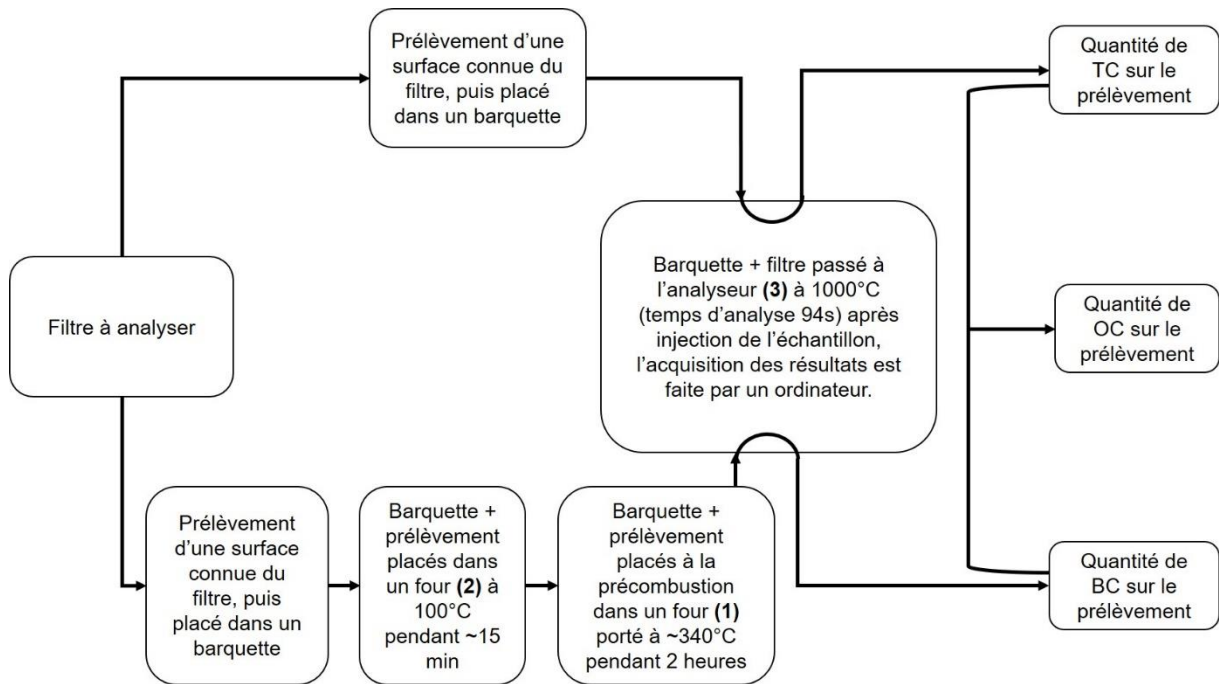 Prélèvement d'une
surface connue du
filtre, puis placé
dans un barquette
Quantité de
TC sur le
prélèvement
Filtre à analyser
Barquette + filtre passé à
l'analyseur (3) à 1000°C
(temps d'analyse 94s) après
injection de l'échantillon,
l'acquisition des résultats est
faite par un ordinateur.
Quantité de
OC sur le
prélèvement
Prélèvement
d'une surface
connue du
filtre, puis
placé dans un
barquette
Barquette +
prélèvement
placés dans
un four (2) à
100°C
pendant ~15
min
Barquette +
prélèvement
placés à la
précombustion
dans un four (1)
porté à ~340°C
pendant 2 heures
Quantité de
BC sur le
prélèvement